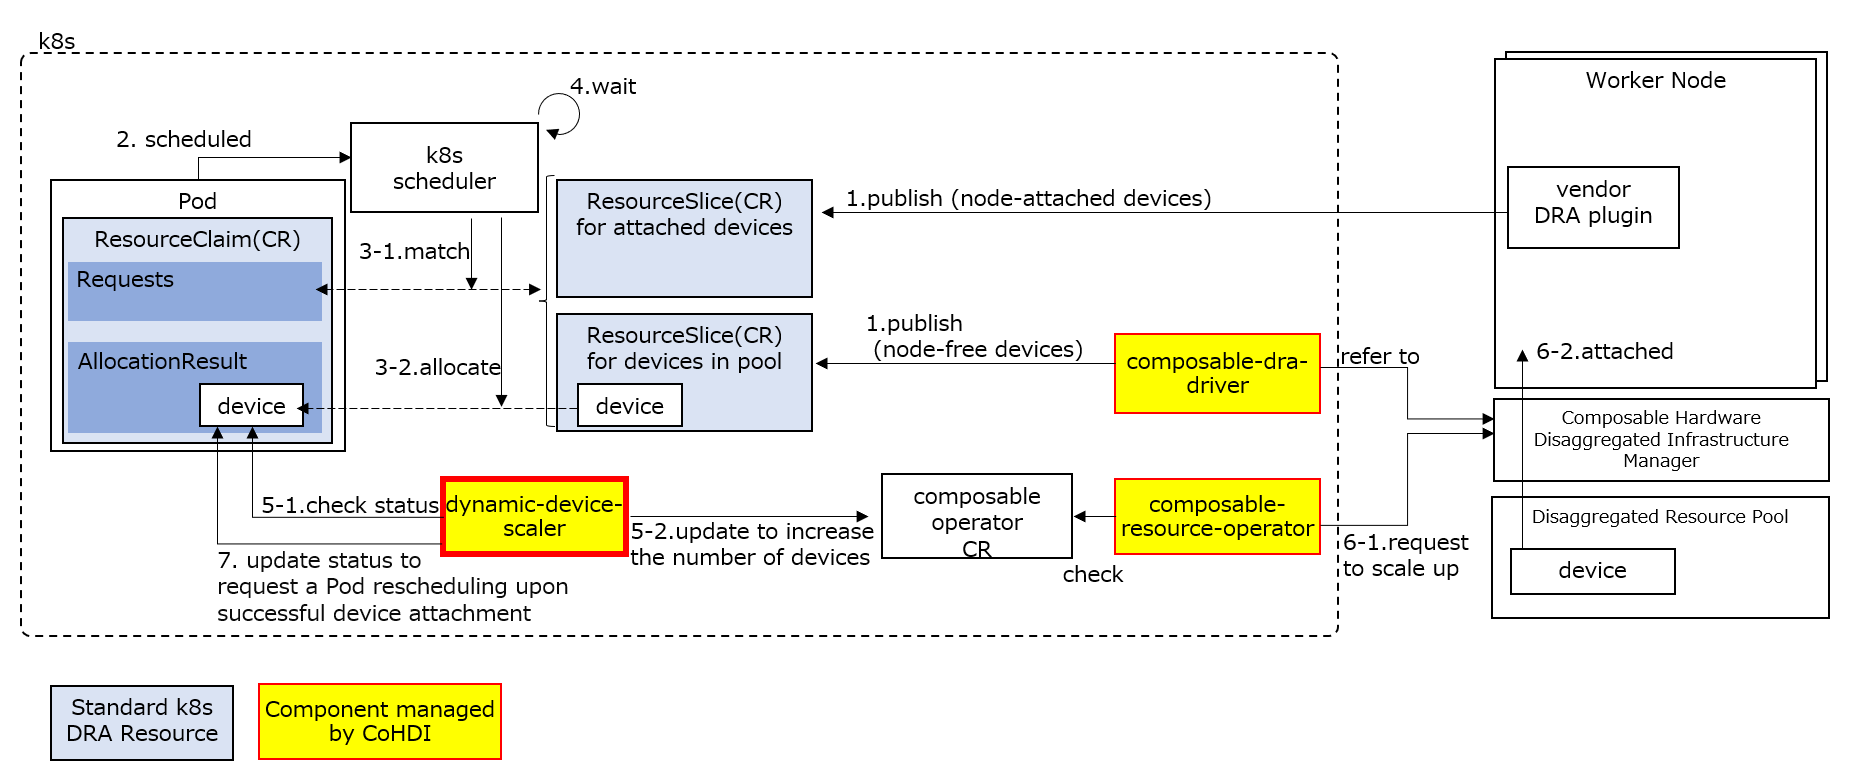 k8s
4.wait
2. scheduled
k8s
scheduler
Pod
ResourceClaim(CR)
Requests
AllocationResult
device
3-1.match
3-2.allocate
ResourceSlice(CR)
for attached devices
ResourceSlice(CR)
for devices in pool
device
1.publish (node-attached devices)
1.publish
(node-free devices)
composable-dra-
driver
refer to
Worker Node
vendor
DRA plugin
6-2.attached
Composable Hardware
Disaggregated Infrastructure
Manager
Disaggregated Resource Pool
device
5-1.check status
dynamic-device-
scaler
5-2.update to increase
the number of devices
composable
operator
CR
check
composable-
resource-operator
6-1.request
to scale up
7. update status to
request a Pod rescheduling upon
successful device attachment
Standard k8s
DRA Resource
Component managed
by CoHDI